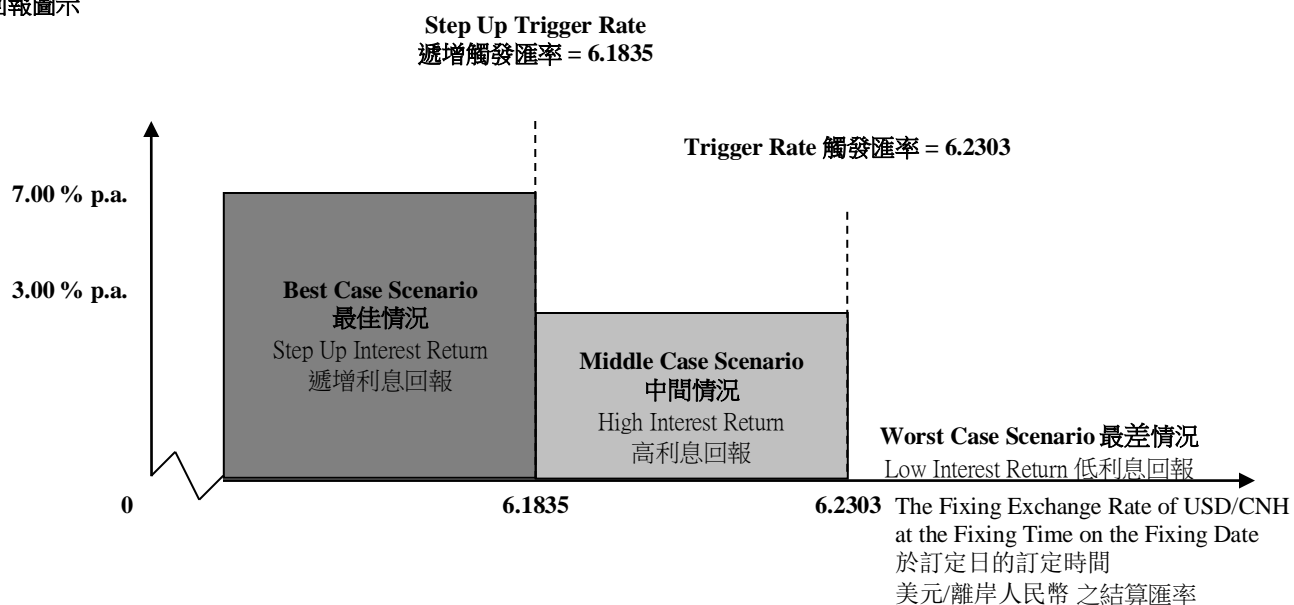 回報圖示
Step Up Trigger Rate
遞增觸發匯率 = 6.1835
Trigger Rate 觸發匯率 = 6.2303
7.00 % p.a.
3.00 % p.a.
Best Case Scenario
最佳情況
Step Up Interest Return
遞增利息回報
Middle Case Scenario
中間情況
High Interest Return
高利息回報
Worst Case Scenario 最差情況
Low Interest Return 低利息回報
0
6.1835
6.2303
The Fixing Exchange Rate of USD/CNH
at the Fixing Time on the Fixing Date
於訂定日的訂定時間
美元/離岸人民幣 之結算匯率